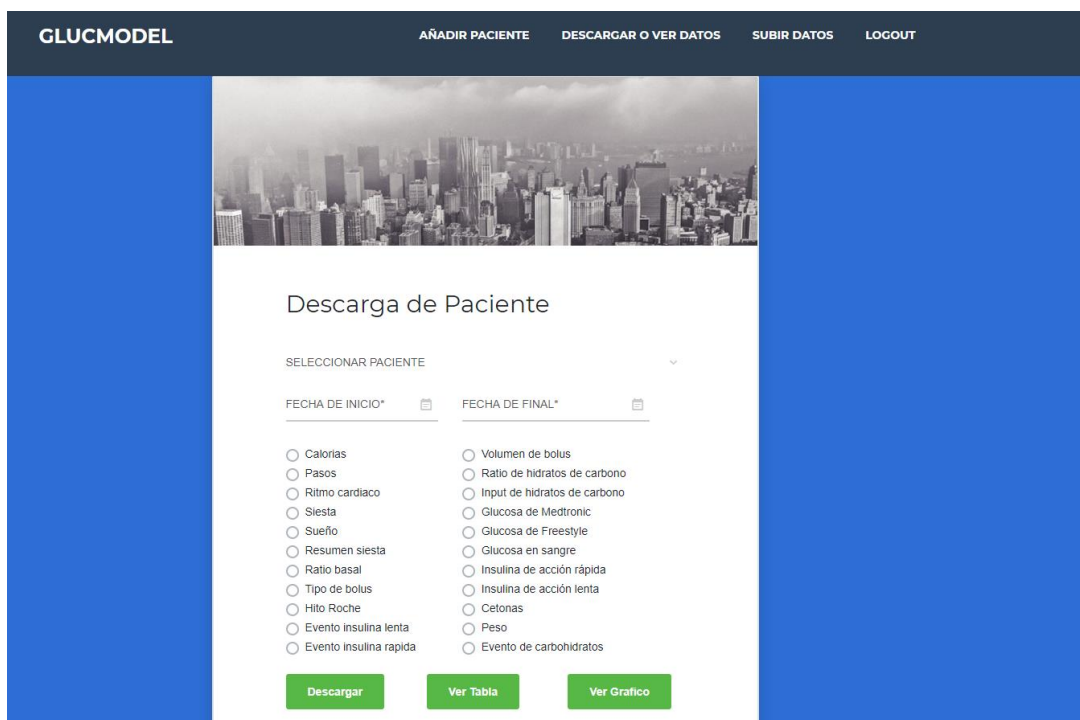 GLUCMODEL
AÑADIR PACIENTE
DESCARGAR O VER DATOS
SUBIR DATOS
LOGOUT
Descarga de Paciente
SELECCIONAR PACIENTE
FECHA DE INICIO*
FECHA DE FINAL*
Calorias
Pasos
Ritmo cardiaco
Siesta
Sueño
Resumen siesta
Ratio basal
Tipo de bolus
Hito Roche
Evento insulina lenta
Evento insulina rapida
Volumen de bolus
Ratio de hidratos de carbono
Input de hidratos de carbono
Glucosa de Medtronic
Glucosa de Freestyle
Glucosa en sangre
Insulina de acción rápida
Insulina de acción lenta
Cetonas
Peso
Evento de carbohidratos
Descargar
Ver Tabla
Ver Grafico